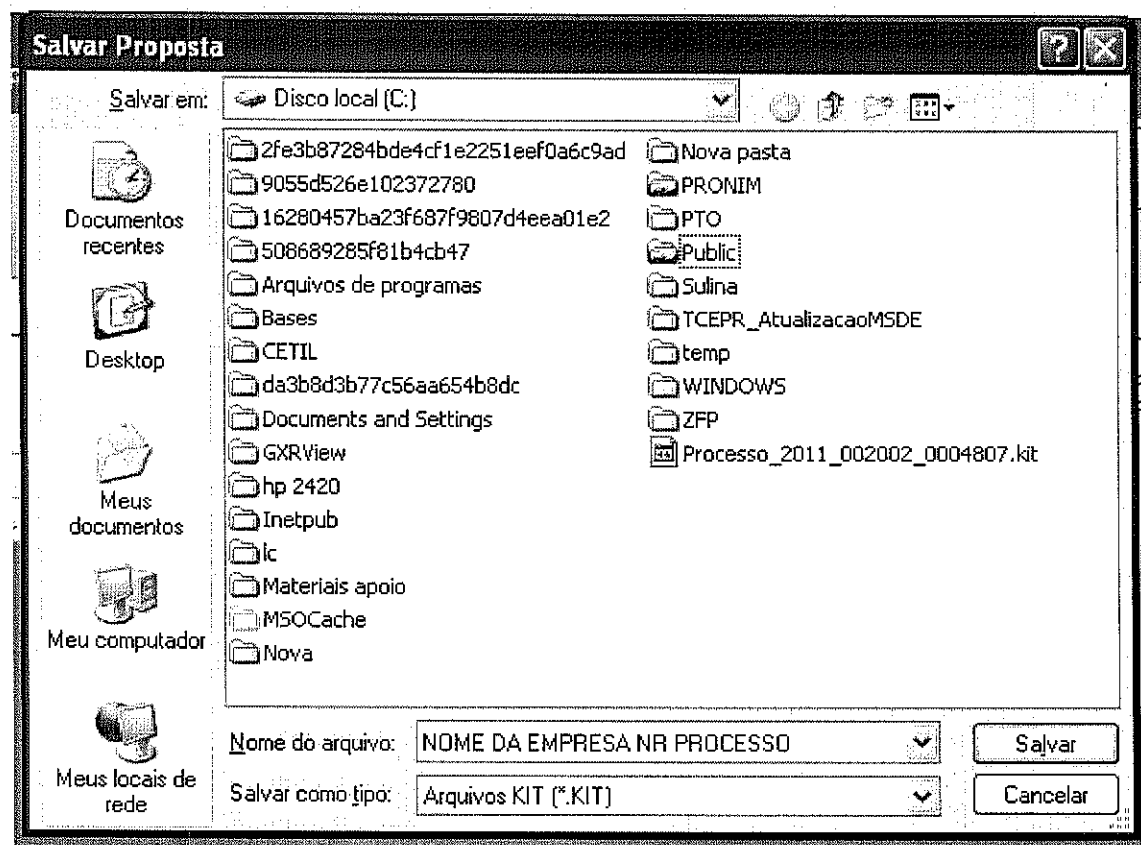 Salvar Proposta
Salvar em:
Disco local (C:)
Documentos
recentes
Desktop
Meus
documentos
Meu computador
Meus locais de
rede
2fe3b87284bde4cf1e2251eef0a6c9ad
9055d526e102372780
16280457ba23f687f9807d4eea01e2
508689285f81b4cb47
Arquivos de programas
Bases
CETIL
da3b8d3b77c56aa654b8dc
Documents and Settings
GXRView
hp 2420
Inetpub
lc
Materiais apoio
MSOCache
Nova
Nova pasta
PRONIM
PTO
Public
Sulina
TCEPR_AtualizacaoMSDE
temp
WINDOWS
ZFP
Processo_2011_002002_0004807.kit
Nome do arquivo:
NOME DA EMPRESA NR PROCESSO
Salvar
Salvar como tipo:
Arquivos KIT (*.KIT)
Cancelar